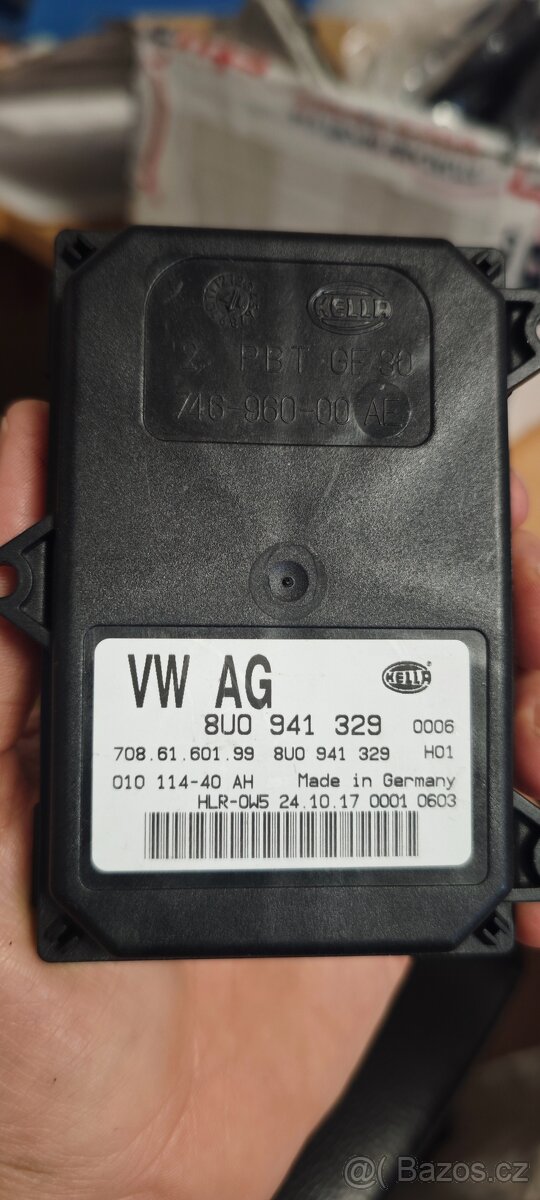 HELLA
PBT GF30
746-960-00 AE
VW AG
HELLA
8U0 941 329 0006
708.61.601.99 8U0 941 329 H01
010 114-40 AH Made in Germany
HLR-0W5 24.10.17 0001 0603
@ Bazos.cz